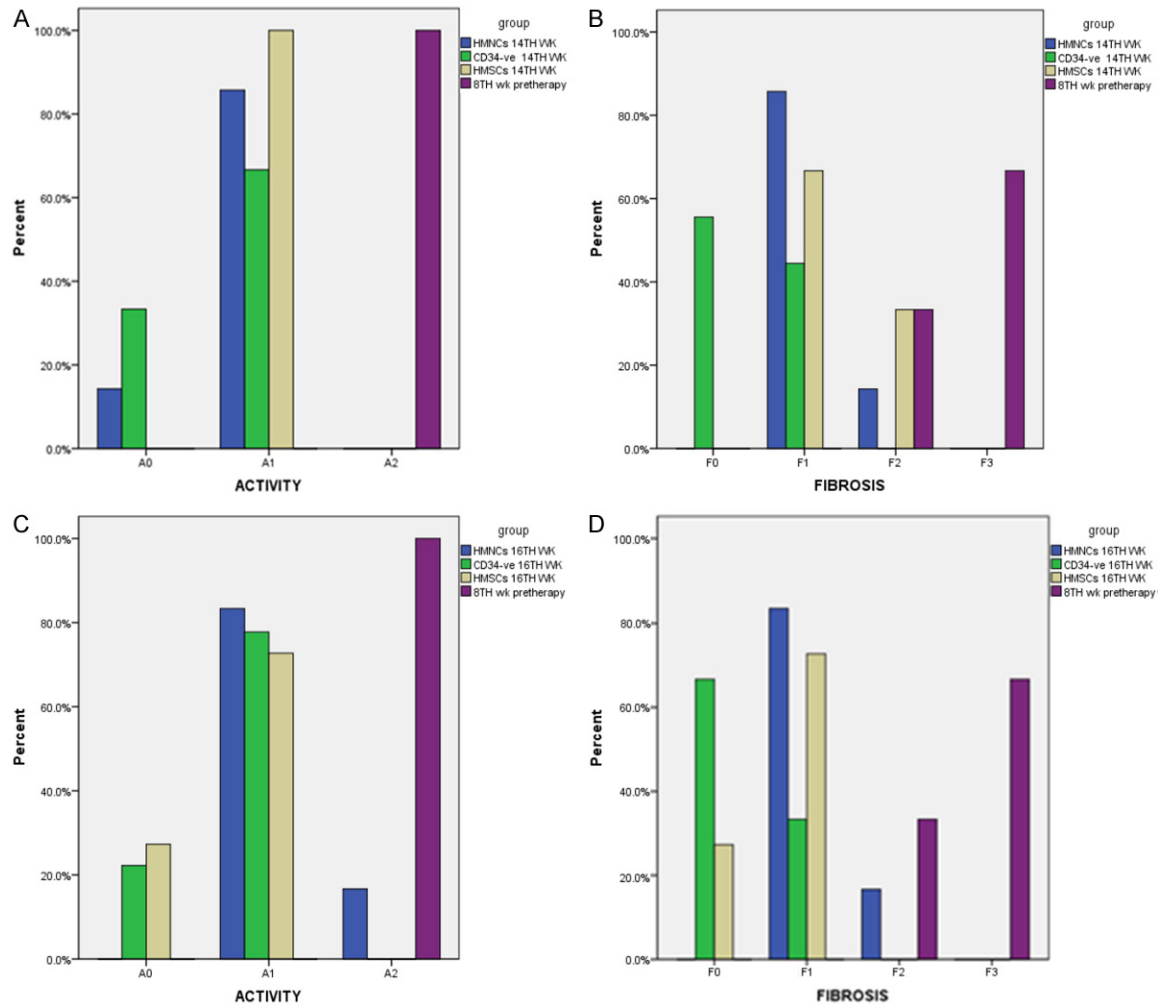 A
group
HMNCs 14TH WK
CD34-ve 14TH WK
HMSCs 14TH WK
8TH wk pretherapy
100.0%
80.0%
60.0%
40.0%
20.0%
0.0%
Percent
A0 A1 A2
ACTIVITY
B
group
HMNCs 14TH WK
CD34-ve 14TH WK
HMSCs 14TH WK
8TH wk pretherapy
100.0%
80.0%
60.0%
40.0%
20.0%
0.0%
Percent
F0 F1 F2 F3
FIBROSIS
C
group
HMNCs 16TH WK
CD34-ve 16TH WK
HMSCs 16TH WK
8TH wk pretherapy
100.0%
80.0%
60.0%
40.0%
20.0%
0.0%
Percent
A0 A1 A2
ACTIVITY
D
group
HMNCs 16TH WK
CD34-ve 16TH WK
HMSCs 16TH WK
8TH wk pretherapy
100.0%
80.0%
60.0%
40.0%
20.0%
0.0%
Percent
F0 F1 F2 F3
FIBROSIS